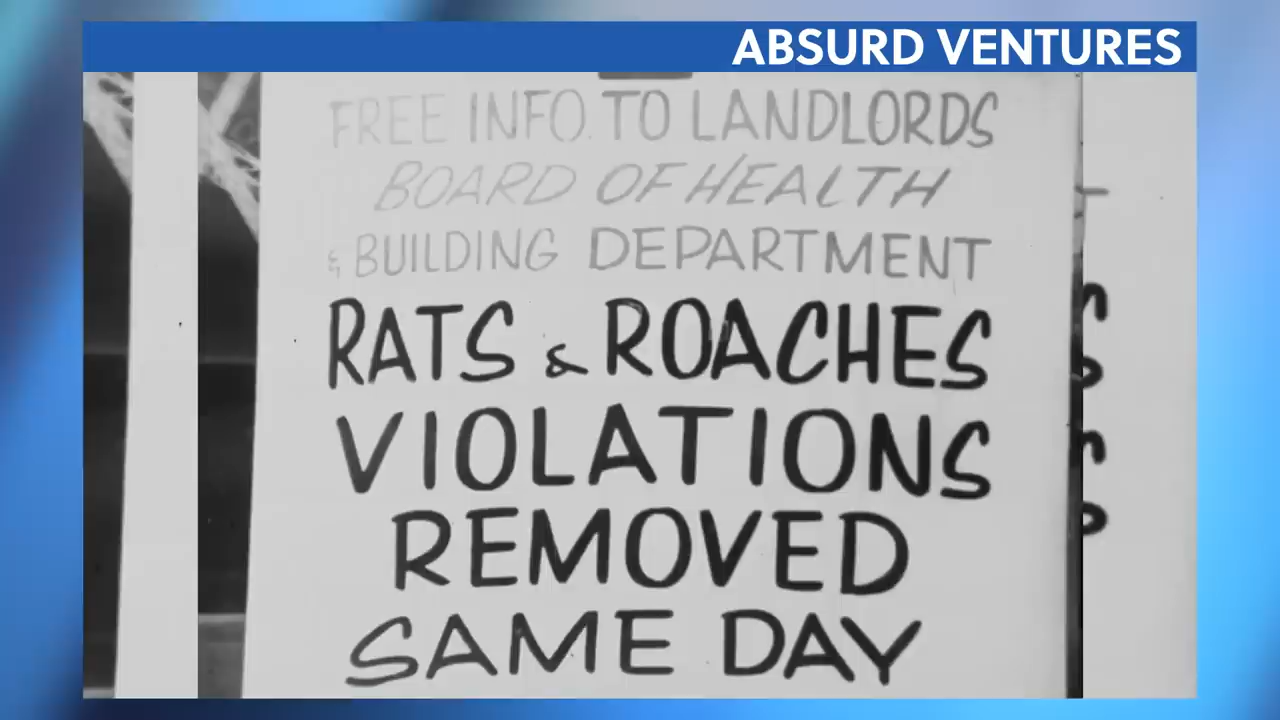 ABSURD VENTURES
FREE INFO. TO LANDLORDS
BOARD OF HEALTH
& BUILDING DEPARTMENT
RATS & ROACHES
VIOLATIONS
REMOVED
SAME DAY